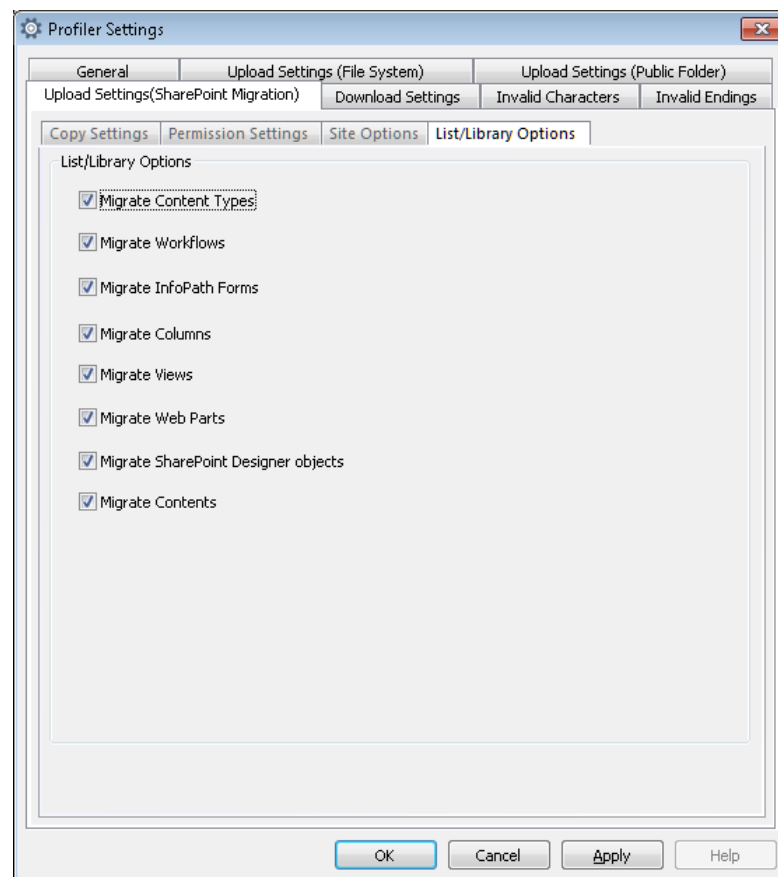 Profiler Settings
General
Upload Settings (File System)
Upload Settings (Public Folder)
Upload Settings(SharePoint Migration)
Download Settings
Invalid Characters
Invalid Endings
Copy Settings
Permission Settings
Site Options
List/Library Options
List/Library Options
Migrate Content Types
Migrate Workflows
Migrate InfoPath Forms
Migrate Columns
Migrate Views
Migrate Web Parts
Migrate SharePoint Designer objects
Migrate Contents
OK
Cancel
Apply
Help